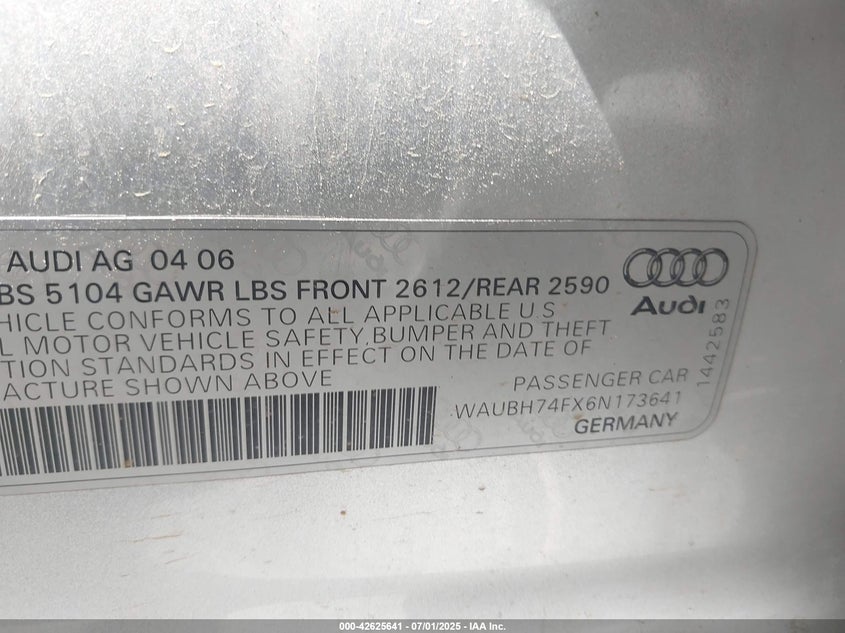 AUDI AG 04 06
BS 5104 GAWR LBS FRONT 2612/REAR 2590
HICLE CONFORMS TO ALL APPLICABLE U S
L MOTOR VEHICLE SAFETY, BUMPER AND THEFT
TION STANDARDS IN EFFECT ON THE DATE OF
ACTURE SHOWN ABOVE
Audi
1442583
PASSENGER CAR
WAUBH74FX6N173641
GERMANY
000-42625641 - 07/01/2025 - IAA Inc.